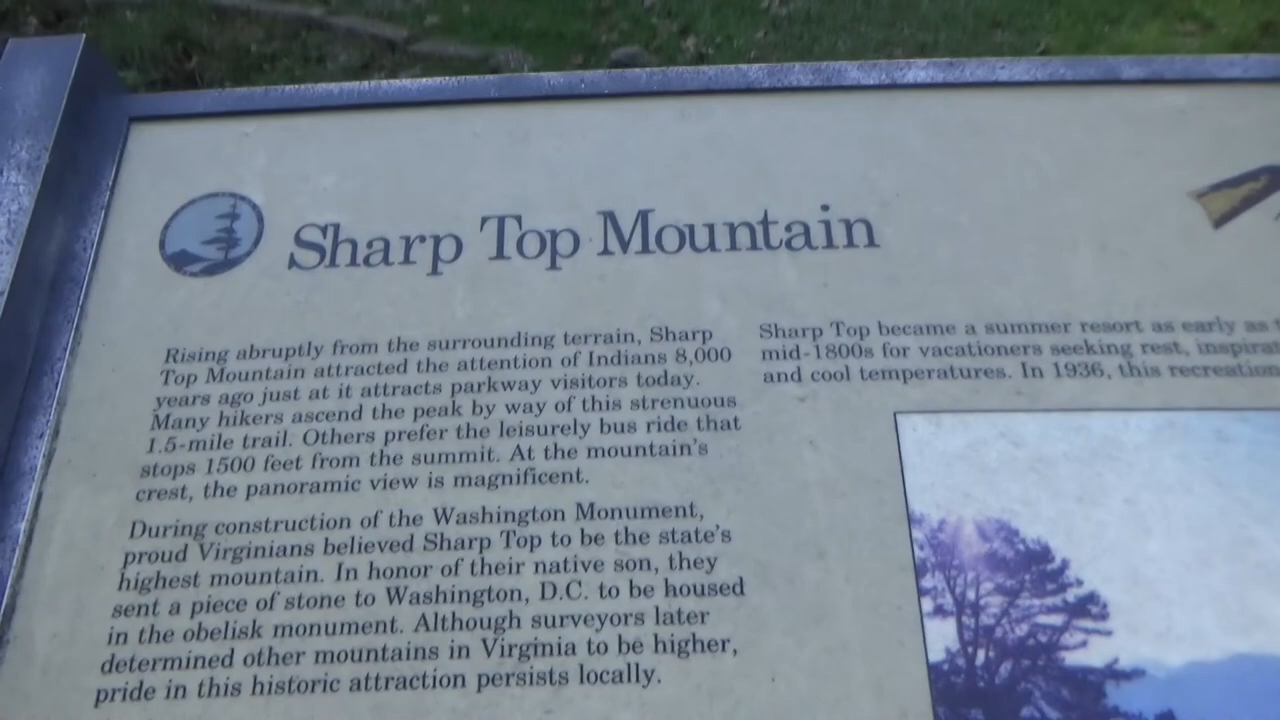 Sharp Top Mountain
Rising abruptly from the surrounding terrain, Sharp
Top Mountain attracted the attention of Indians 8,000
years ago just at it attracts parkway visitors today.
Many hikers ascend the peak by way of this strenuous
1.5-mile trail. Others prefer the leisurely bus ride that
stops 1500 feet from the summit. At the mountain's
crest, the panoramic view is magnificent.
During construction of the Washington Monument,
proud Virginians believed Sharp Top to be the state's
highest mountain. In honor of their native son, they
sent a piece of stone to Washington, D.C. to be housed
in the obelisk monument. Although surveyors later
determined other mountains in Virginia to be higher,
pride in this historic attraction persists locally.
Sharp Top became a summer resort as early as
mid-1800s for vacationers seeking rest,
and cool temperatures. In 1936, this